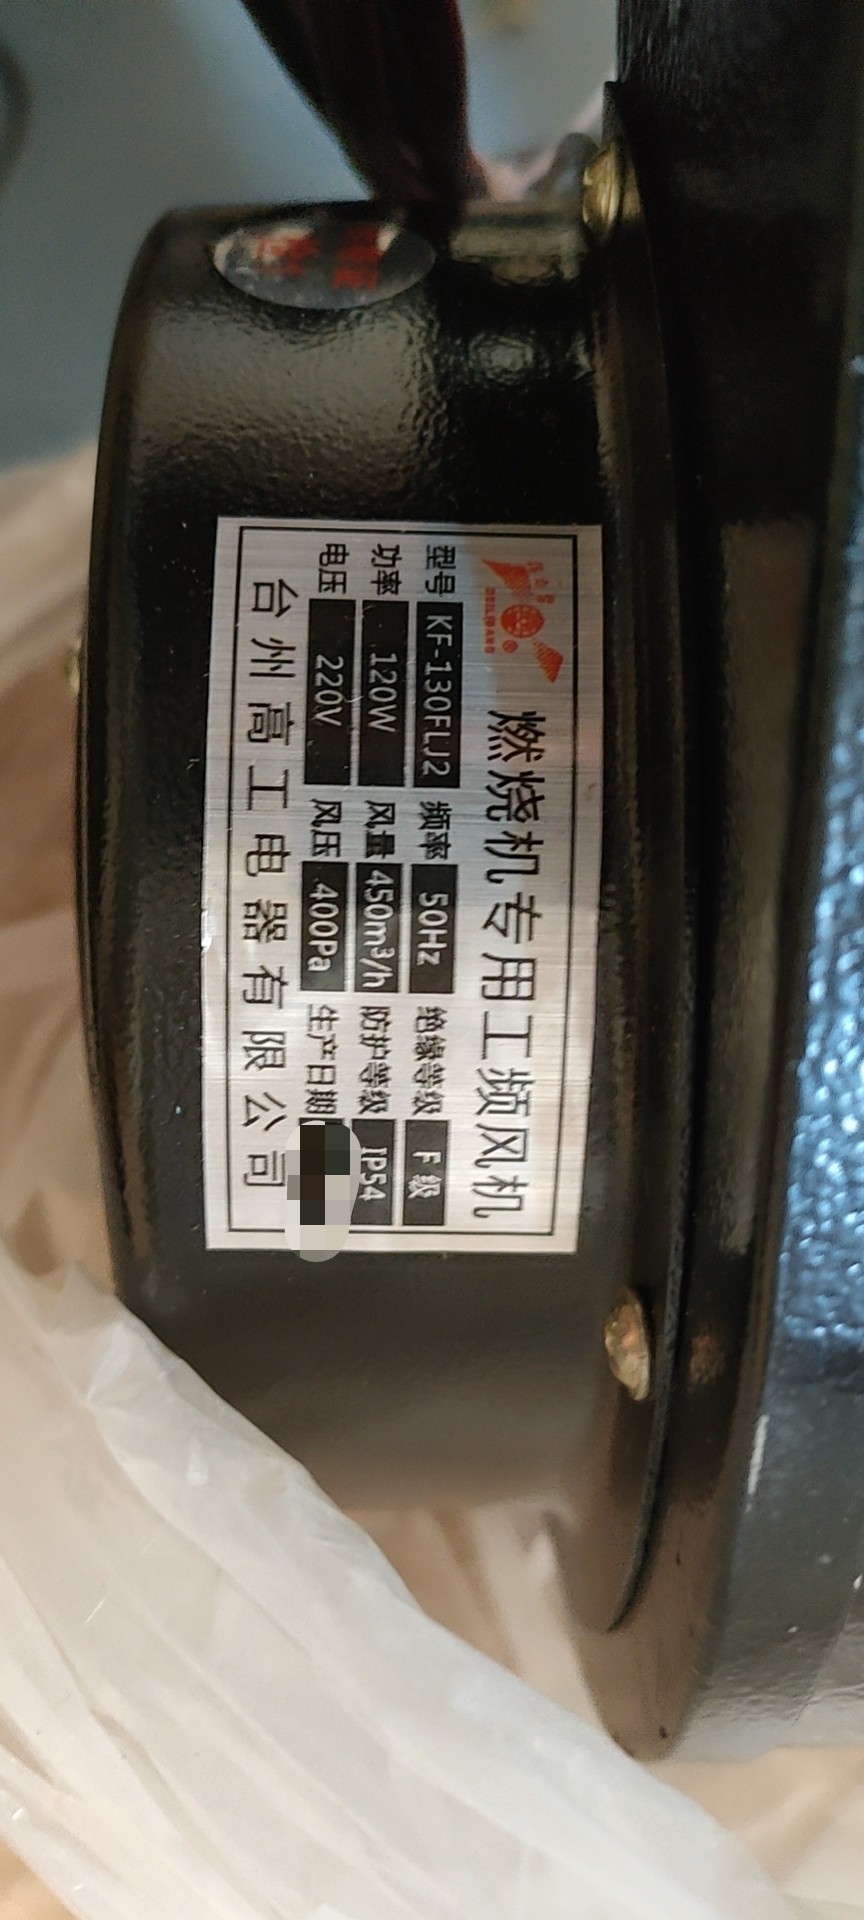 燃烧机专用工频风机
型号 KF-130FLJ2 频率 50Hz 绝缘等级 F级
功率 120W 风量 450m³/h 防护等级 IP54
电压 220V 风压 400Pa 生产日期
台州高工电器有限公司